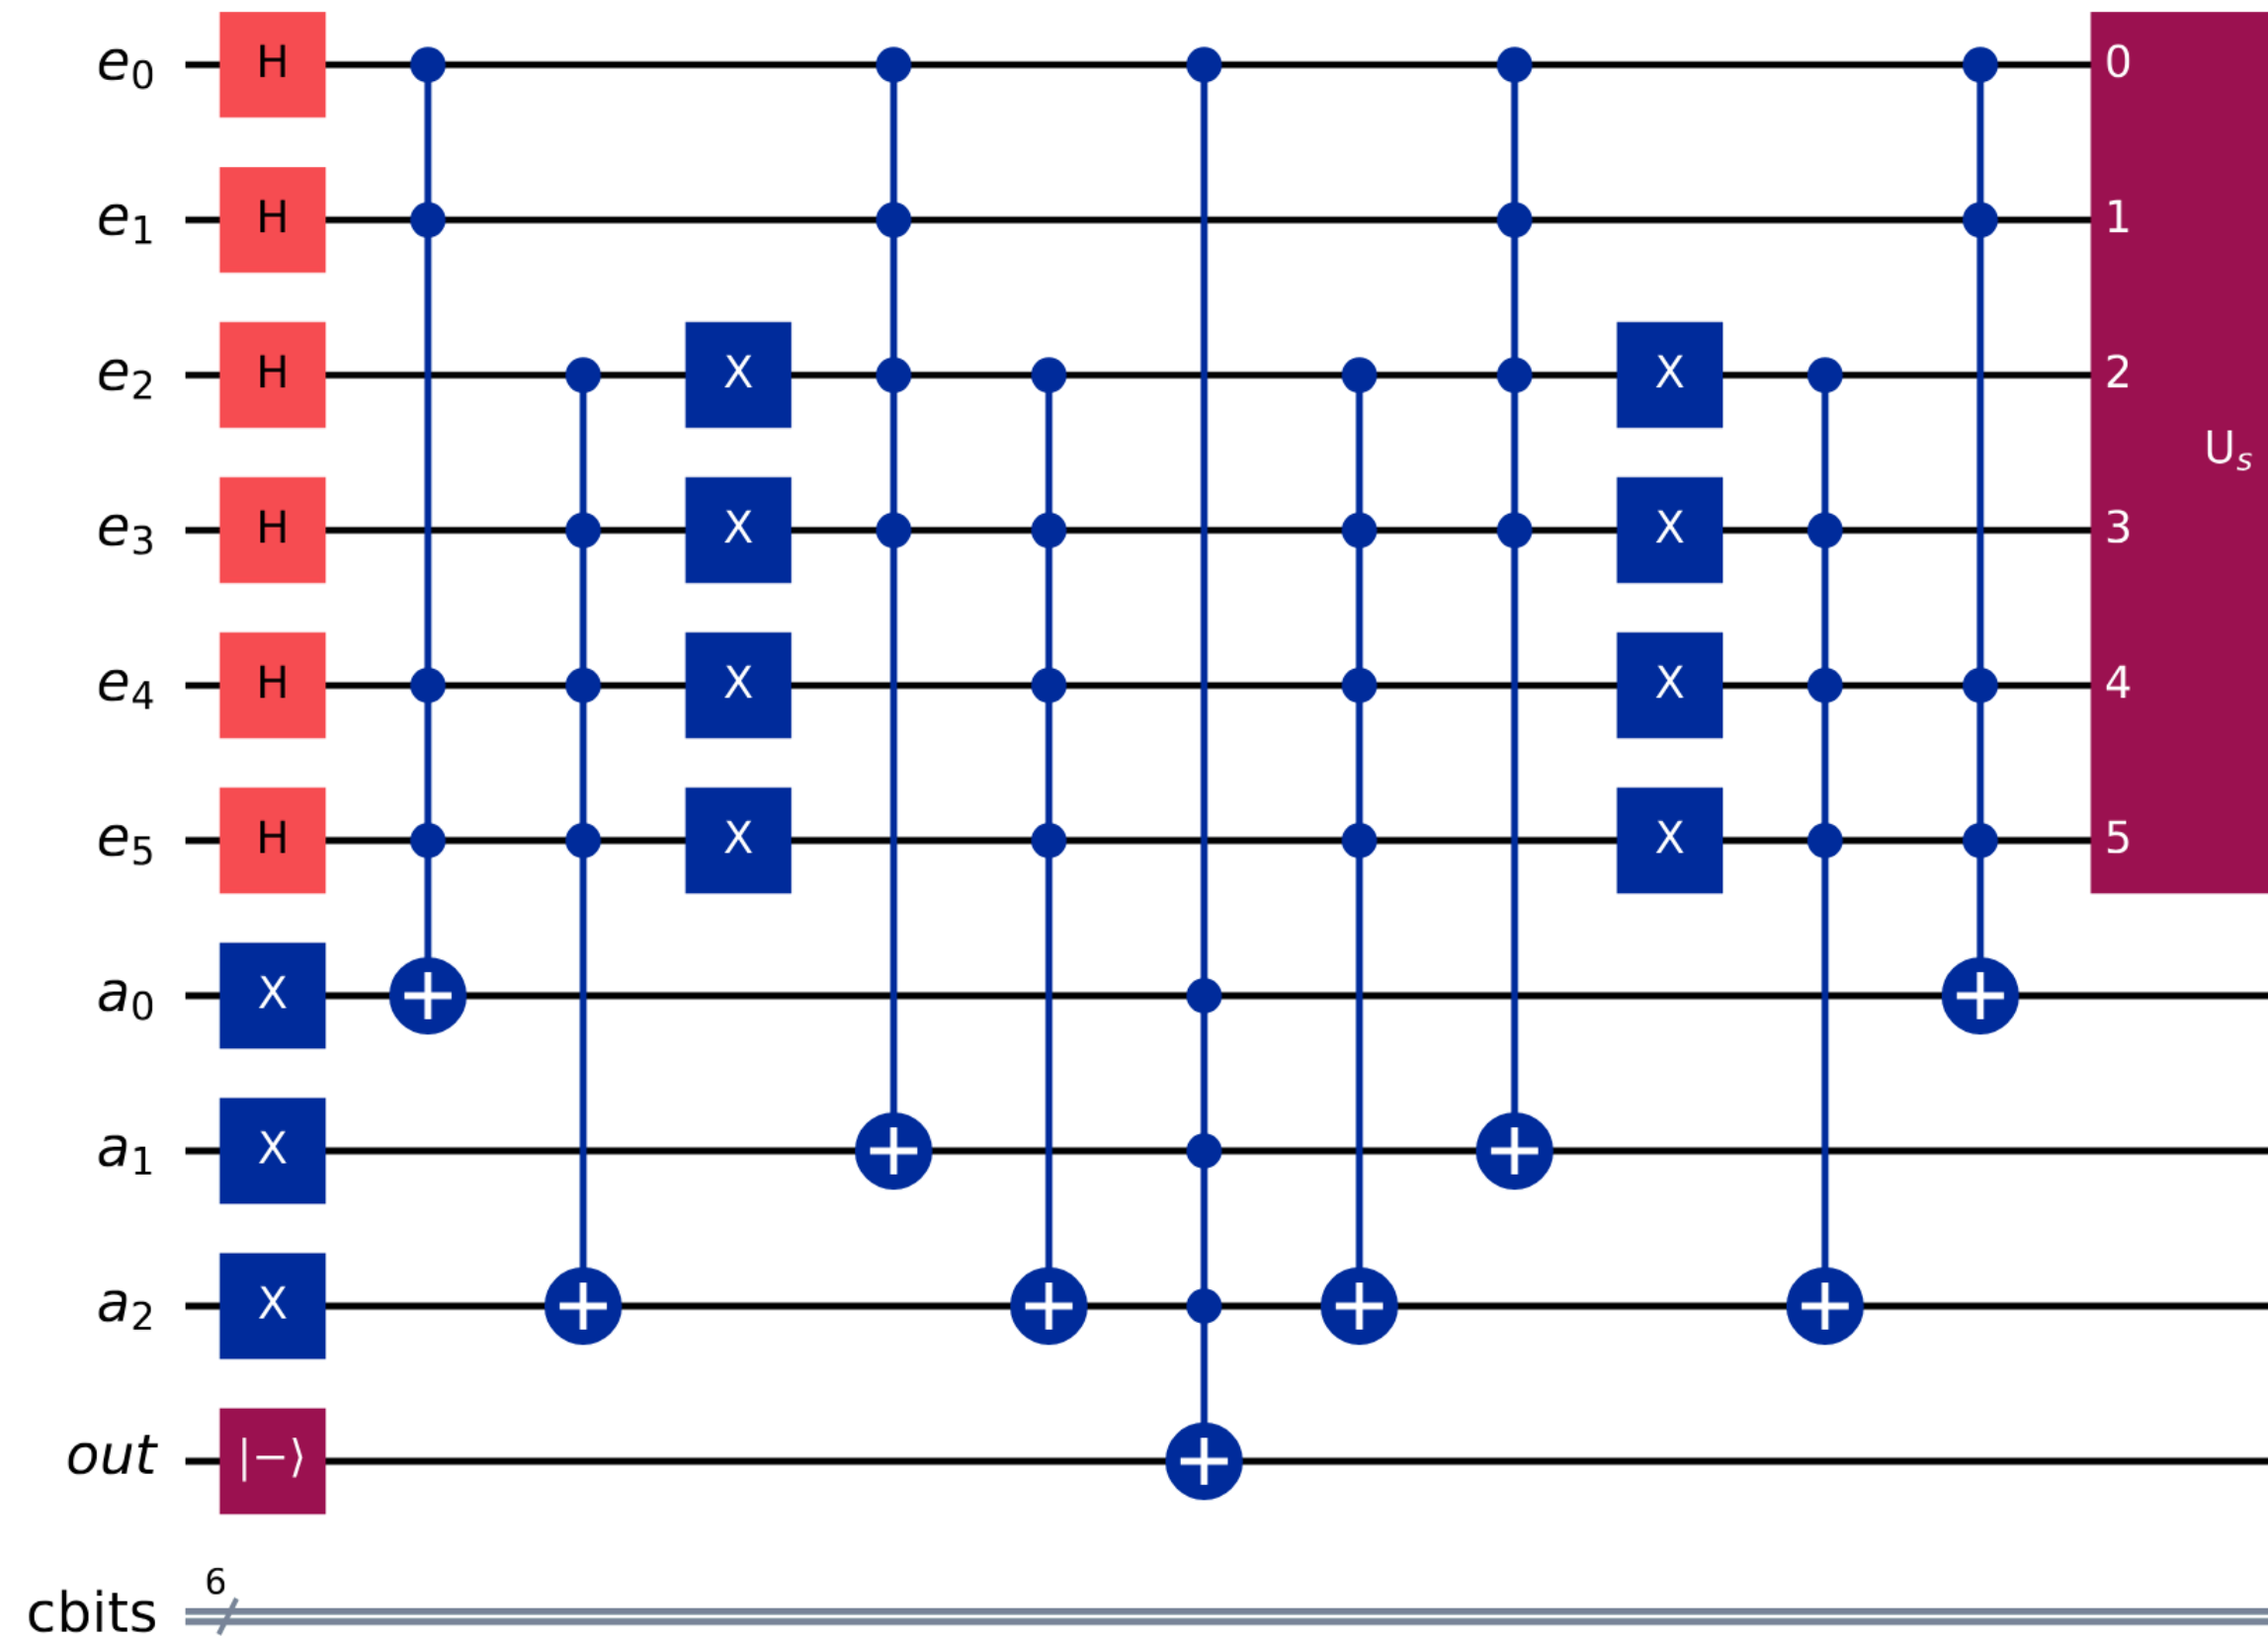 e0 H 0
e1 H 1
e2 H X X 2
Us
e3 H X X 3
e4 H X X 4
e5 H X X 5
a0 X
a1 X
a2 X
out |−⟩
6
cbits